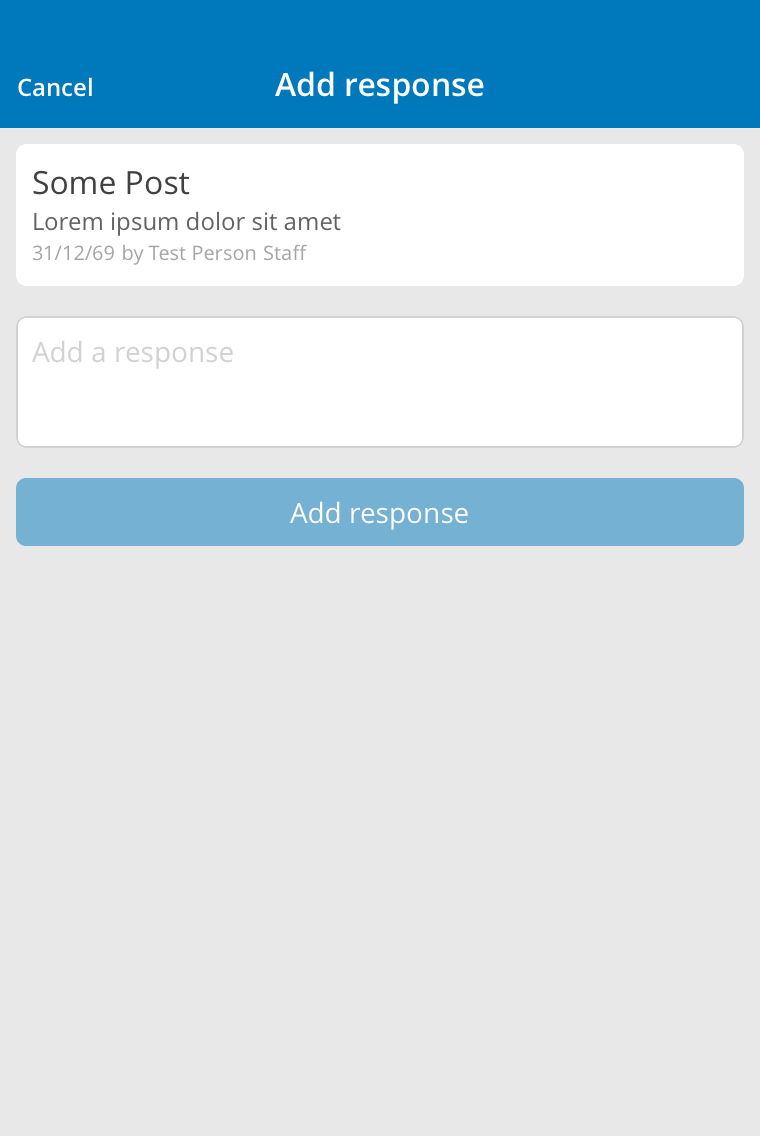 Cancel
Add response
Some Post
Lorem ipsum dolor sit amet
31/12/69 by Test Person Staff
Add a response
Add response